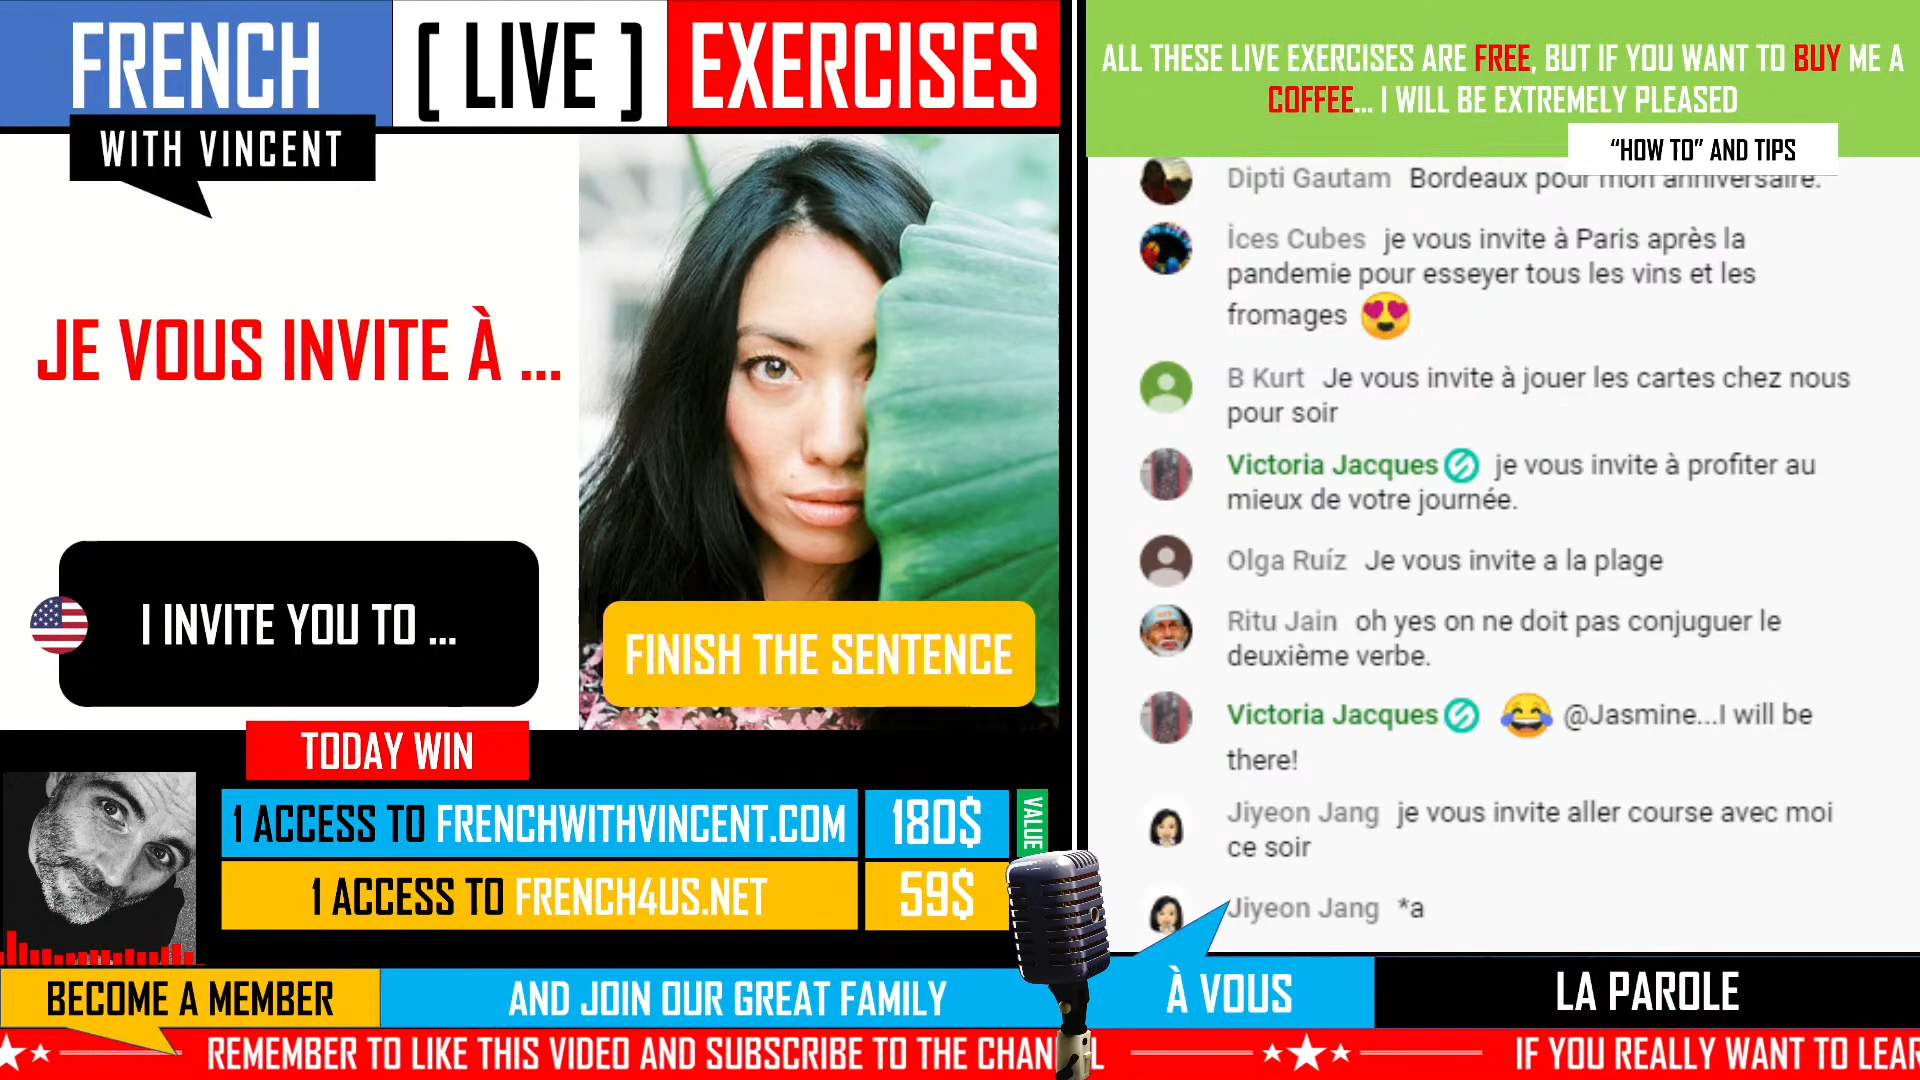 FRENCH
[ LIVE ]
EXERCISES
WITH VINCENT
JE VOUS INVITE À ...
I INVITE YOU TO ...
FINISH THE SENTENCE
TODAY WIN
1 ACCESS TO FRENCHWITHVINCENT.COM
180$
VALUE
1 ACCESS TO FRENCH4US.NET
59$
BECOME A MEMBER
AND JOIN OUR GREAT FAMILY
ALL THESE LIVE EXERCISES ARE FREE, BUT IF YOU WANT TO BUY ME A
COFFEE... I WILL BE EXTREMELY PLEASED
“HOW TO” AND TIPS
Dipti Gautam Bordeaux pour mon anniversaire.
İces Cubes je vous invite à Paris après la
pandemie pour esseyer tous les vins et les
fromages 😍
B Kurt Je vous invite à jouer les cartes chez nous
pour soir
Victoria Jacques je vous invite à profiter au
mieux de votre journée.
Olga Ruíz Je vous invite a la plage
Ritu Jain oh yes on ne doit pas conjuguer le
deuxième verbe.
Victoria Jacques 😂 @Jasmine...I will be
there!
Jiyeon Jang je vous invite aller course avec moi
ce soir
Jiyeon Jang *a
À VOUS
LA PAROLE
REMEMBER TO LIKE THIS VIDEO AND SUBSCRIBE TO THE CHAN L
IF YOU REALLY WANT TO LEAR